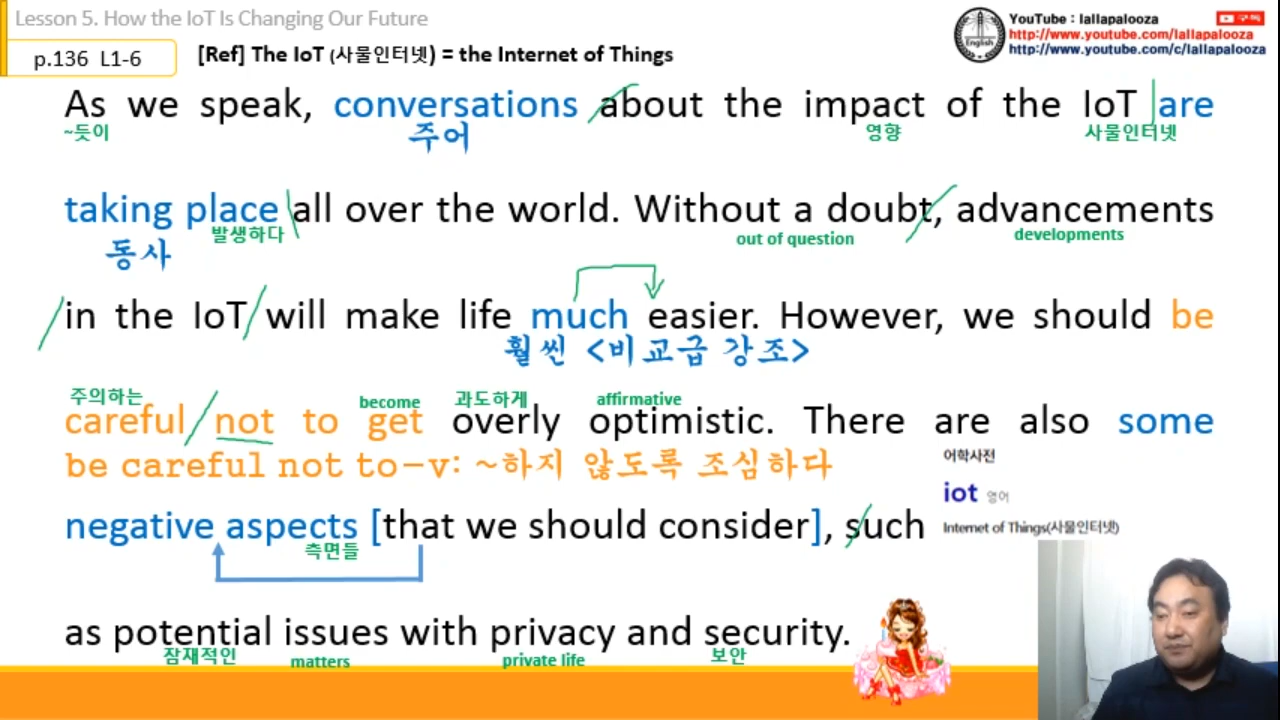 Lesson 5. How the IoT Is Changing Our Future
p.136 L1-6
[Ref] The IoT (사물인터넷) = the Internet of Things
English
YouTube : lallapalooza
구독
http://www.youtube.com/lallapalooza
http://www.youtube.com/c/lallapalooza
As we speak, conversations about the impact of the IoT are
~듯이 주어 영향 사물인터넷
taking place all over the world. Without a doubt, advancements
동사 발생하다 out of question developments
in the IoT will make life much easier. However, we should be
훨씬 <비교급 강조>
주의하는 become 과도하게 affirmative
careful not to get overly optimistic. There are also some
be careful not to-v: ~하지 않도록 조심하다
어학사전
iot 영어
Internet of Things(사물인터넷)
negative aspects [that we should consider], such
측면들
as potential issues with privacy and security.
잠재적인 matters private life 보안